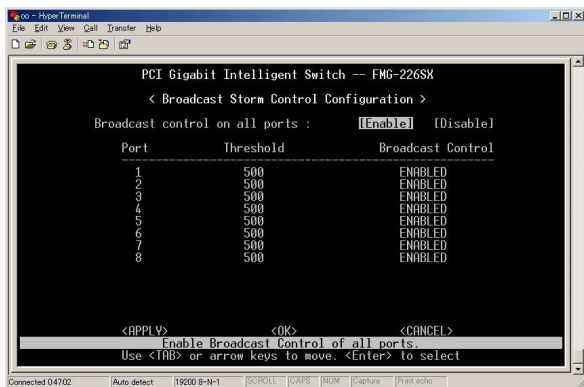 oo - HyperTerminal
File Edit View Call Transfer Help
PCI Gigabit Intelligent Switch -- FMG-226SX
< Broadcast Storm Control Configuration >
Broadcast control on all ports : [Enable] [Disable]
Port Threshold Broadcast Control
1 500 ENABLED
2 500 ENABLED
3 500 ENABLED
4 500 ENABLED
5 500 ENABLED
6 500 ENABLED
7 500 ENABLED
8 500 ENABLED
<APPLY> <OK> <CANCEL>
Enable Broadcast Control of all ports.
Use <TAB> or arrow keys to move. <Enter> to select
Connected 04702 Auto detect 19200 8-N-1 SCROLL CAPS NUM Capture Print echo